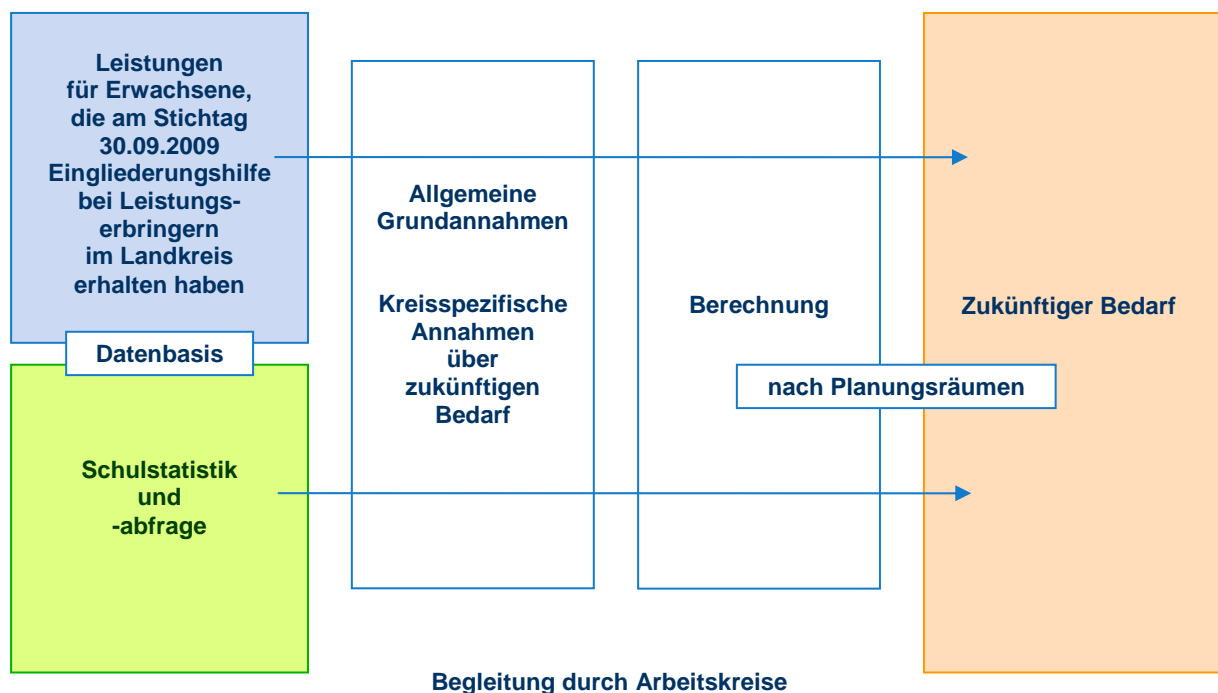 Leistungen
für Erwachsene,
die am Stichtag
30.09.2009
Eingliederungshilfe
bei Leistungs-
erbringern
im Landkreis
erhalten haben
Datenbasis
Schulstatistik
und
-abfrage
Allgemeine
Grundannahmen
Kreisspezifische
Annahmen
über
zukünftigen
Bedarf
Berechnung
nach Planungsräumen
Zukünftiger Bedarf
Begleitung durch Arbeitskreise